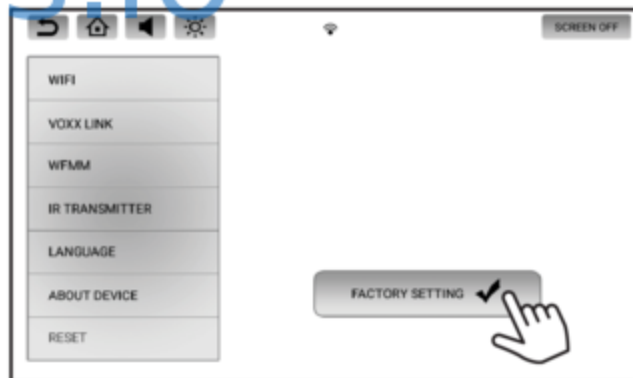 SCREEN OFF
WIFI
VOXX LINK
WFMM
IR TRANSMITTER
LANGUAGE
ABOUT DEVICE
RESET
FACTORY SETTING